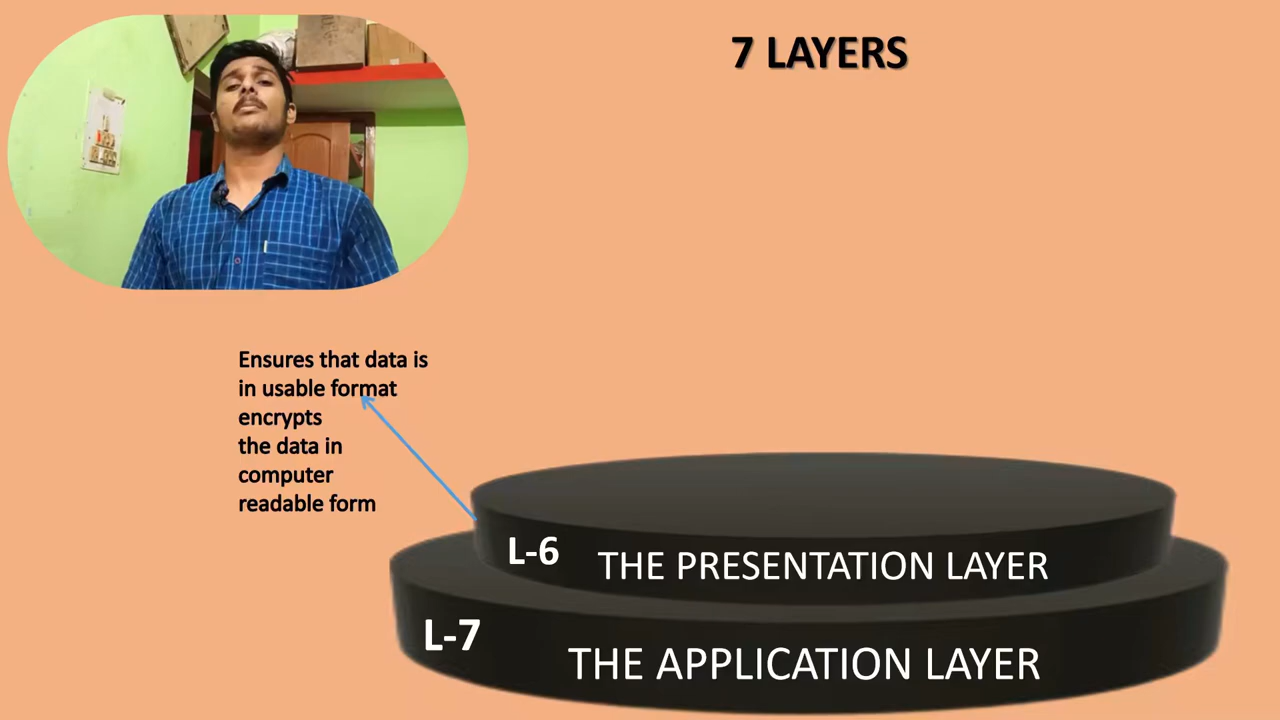 7 LAYERS
Ensures that data is
in usable format
encrypts
the data in
computer
readable form
L-6 THE PRESENTATION LAYER
L-7 THE APPLICATION LAYER